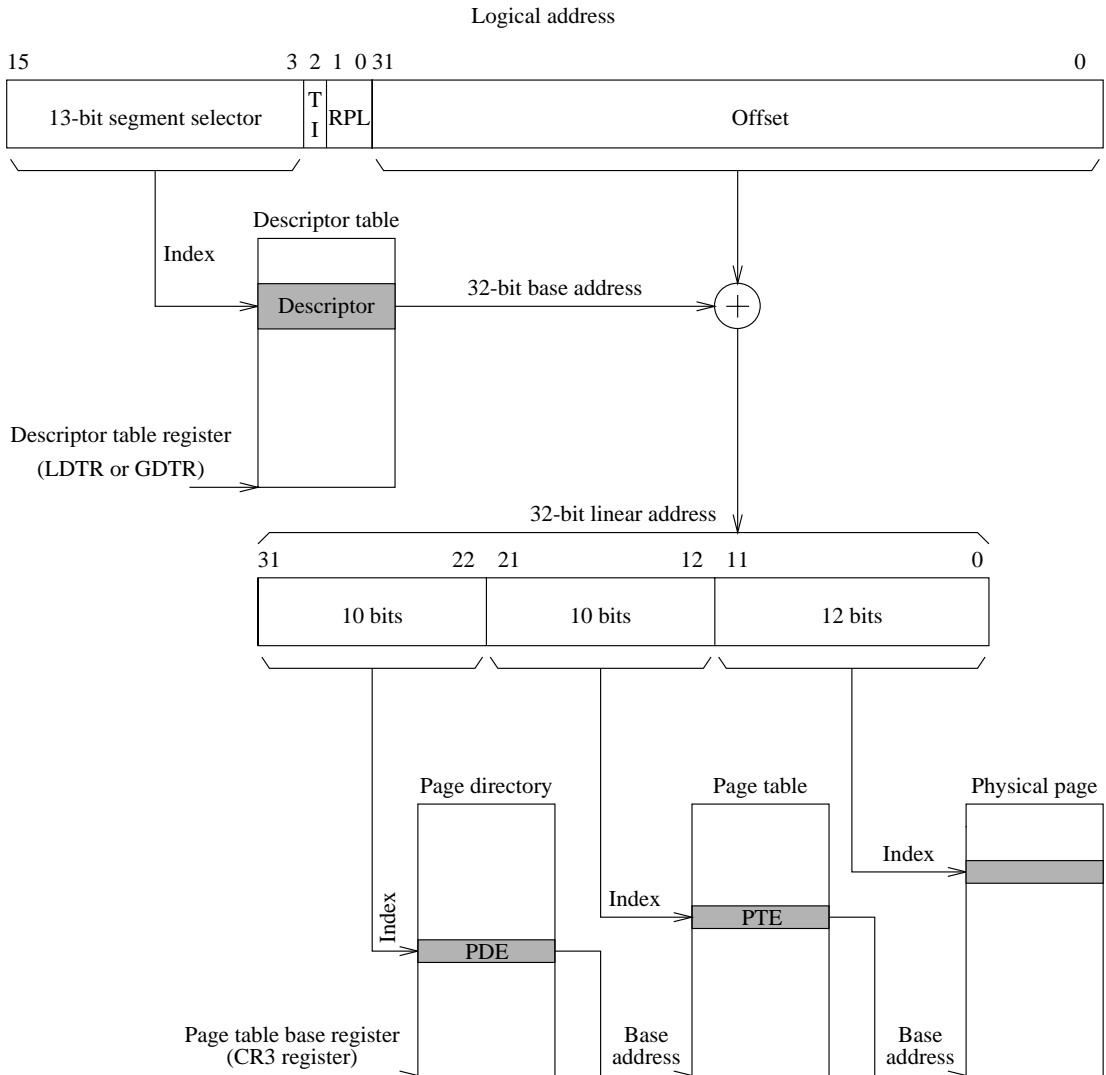 Logical address
15 3 2 1 0 31 0
13-bit segment selector T I RPL Offset
Descriptor table
Index
32-bit base address
Descriptor +
Descriptor table register
(LDTR or GDTR)
32-bit linear address
31 22 21 12 11 0
10 bits 10 bits 12 bits
Page directory Page table Physical page
Index
Index
PTE
Index
PDE
Page table base register
(CR3 register)
Base
address
Base
address